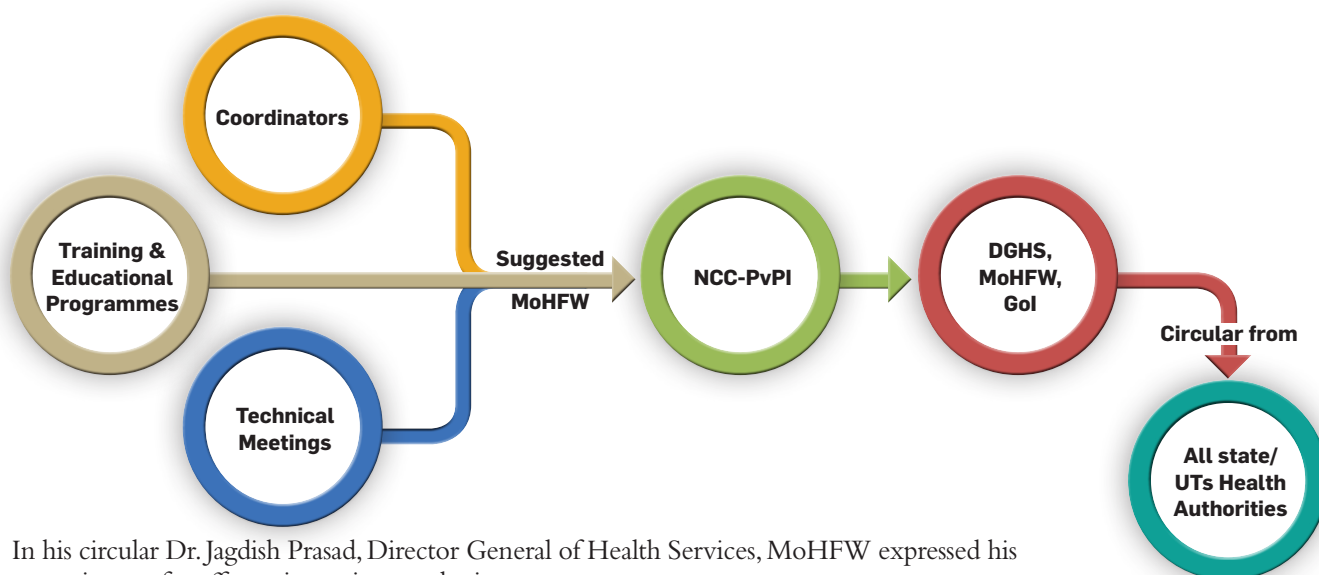 Coordinators
Training &
Educational
Programmes
Technical
Meetings
Suggested
MoHFW
NCC-PvPI
DGHS,
MoHFW,
GoI
Circular from
All state/
UTs Health
Authorities
In his circular Dr. Jagdish Prasad, Director General of Health Services, MoHFW expressed his